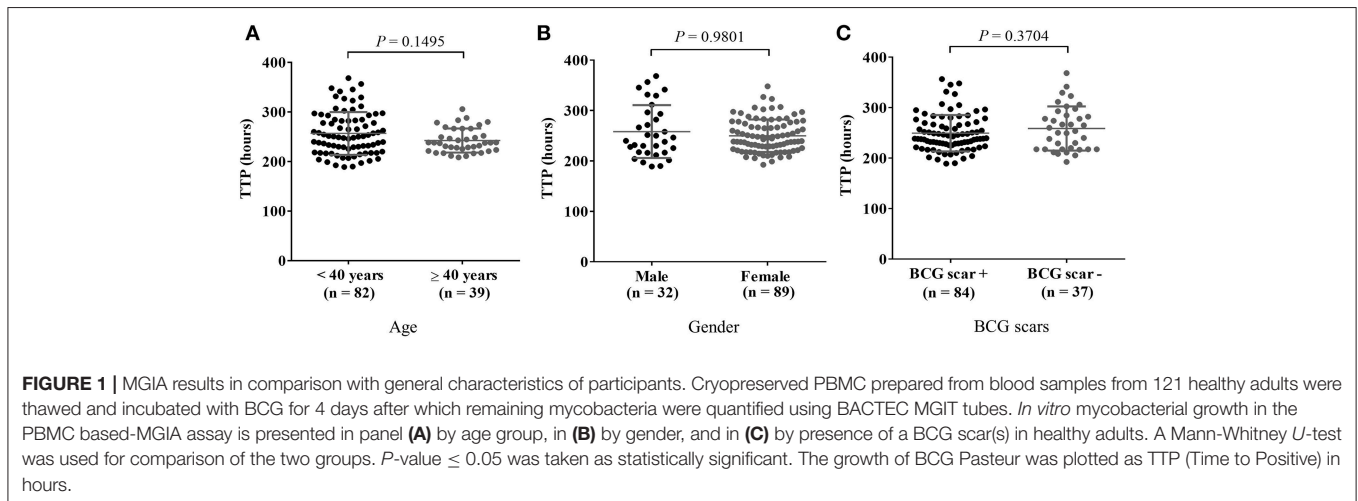 A
P = 0.1495
TTP (hours)
400
300
200
100
0
< 40 years
(n = 82)
≥ 40 years
(n = 39)
Age
B
P = 0.9801
TTP (hours)
400
300
200
100
0
Male
(n = 32)
Female
(n = 89)
Gender
C
P = 0.3704
TTP (hours)
400
300
200
100
0
BCG scar +
(n = 84)
BCG scar -
(n = 37)
BCG scars
FIGURE 1 | MGIA results in comparison with general characteristics of participants. Cryopreserved PBMC prepared from blood samples from 121 healthy adults were
thawed and incubated with BCG for 4 days after which remaining mycobacteria were quantified using BACTEC MGIT tubes. In vitro mycobacterial growth in the
PBMC based-MGIA assay is presented in panel (A) by age group, in (B) by gender, and in (C) by presence of a BCG scar(s) in healthy adults. A Mann-Whitney U-test
was used for comparison of the two groups. P-value ≤ 0.05 was taken as statistically significant. The growth of BCG Pasteur was plotted as TTP (Time to Positive) in
hours.